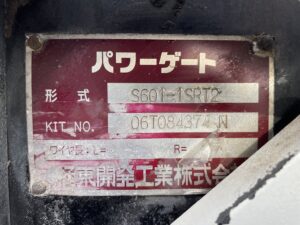 パワーゲート
形式 S601-1SRT2
KIT NO. 06T084374 N
ワイヤ長:L= R=
東開発工業株式会